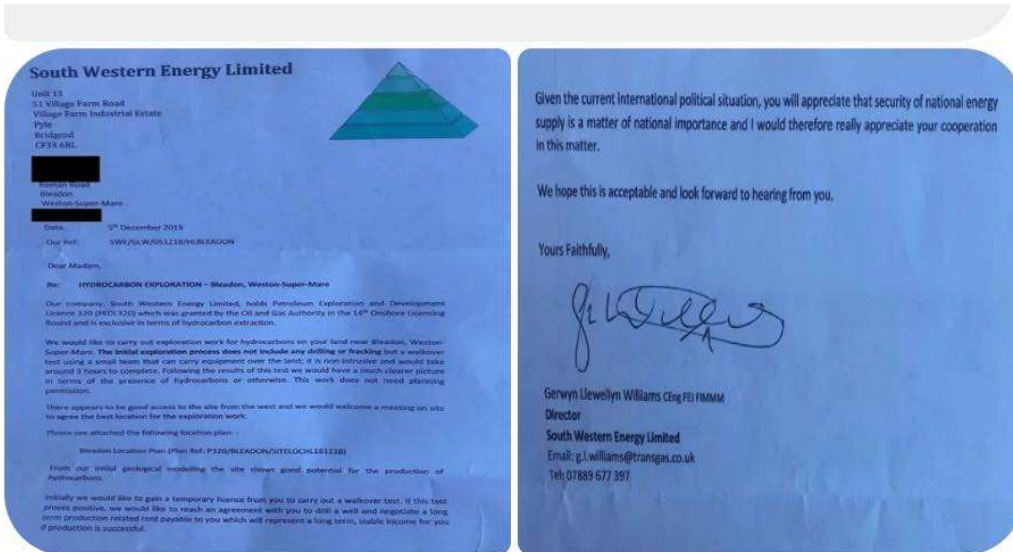 South Western Energy Limited
Unit 13
51 Village Farm Road
Village Farm Industrial Estate
Pyle
Bridgend
CF33 6BL
Roman Road
Bleadon
Weston-Super-Mare
Date: 5th December 2018
Our Ref: SWE/GLW/051218/HLBLEADON
Dear Madam,
Re: HYDROCARBON EXPLORATION – Bleadon, Weston-Super-Mare
Our company, South Western Energy Limited, holds Petroleum Exploration and Development
Licence 320 (PEDL320) which was granted by the Oil and Gas Authority in the 14th Onshore Licensing
Round and is exclusive in terms of hydrocarbon extraction.
We would like to carry out exploration work for hydrocarbons on your land near Bleadon, Weston-
Super-Mare. The initial exploration process does not include any drilling or fracking but a walkover
test using a small team that can carry equipment over the land; it is non-intrusive and would take
around 3 hours to complete. Following the results of this test we would have a much clearer picture
in terms of the presence of hydrocarbons or otherwise. This work does not need planning
permission.
There appears to be good access to the site from the west and we would welcome a meeting on site
to agree the best location for the exploration work.
Please see attached the following location plan: -
Bleadon Location Plan (Plan Ref: P320/BLEADON/SITELOCHL161118)
From our initial geological modelling the site shows good potential for the production of
hydrocarbons.
Initially we would like to gain a temporary licence from you to carry out a walkover test. If this test
proves positive, we would like to reach an agreement with you to drill a well and negotiate a long
term production related rent payable to you which will represent a long term, stable income for you
if production is successful.
Given the current international political situation, you will appreciate that security of national energy
supply is a matter of national importance and I would therefore really appreciate your cooperation
in this matter.
We hope this is acceptable and look forward to hearing from you.
Yours Faithfully,
Gerwyn Llewellyn Williams CEng FEI FIMMM
Director
South Western Energy Limited
Email: g.l.williams@transgas.co.uk
Tel: 07889 677 397